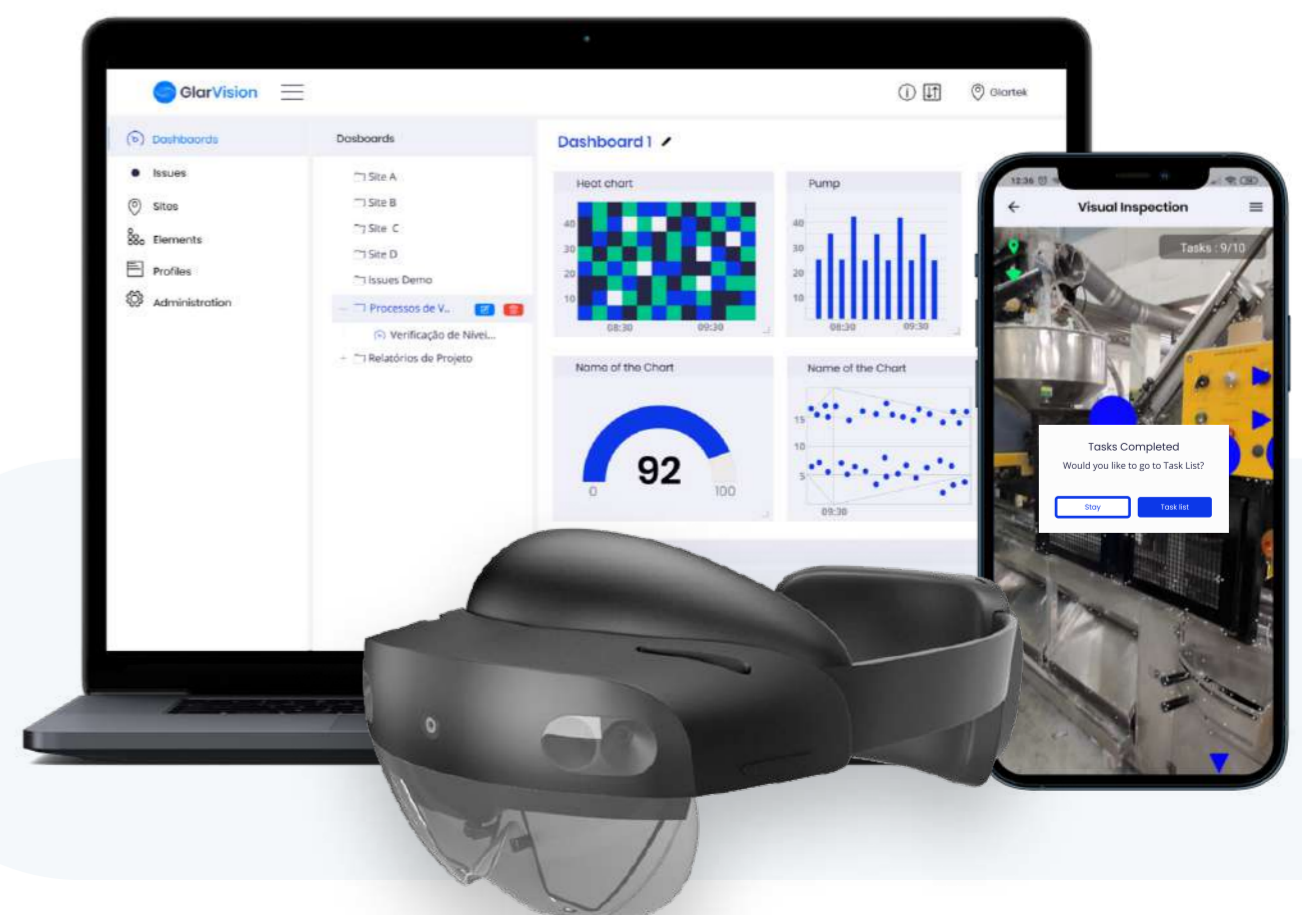 GlarVision
Glartek
Dashbaords
Issues
Sites
Elements
Profiles
Administration
Dasboards
Site A
Site B
Site C
Site D
Issues Demo
Processos de V..
Verificação de Nívei...
Relatórios de Projeto
Dashboard 1
Heat chart
40
30
20
10
08:30 09:30
Pump
40
30
20
10
08:30 09:30
Name of the Chart
92
0 100
Name of the Chart
15
10
5
09:30
12:36
Visual Inspection
Tasks : 9/10
Tasks Completed
Would you like to go to Task List?
Stay
Task list